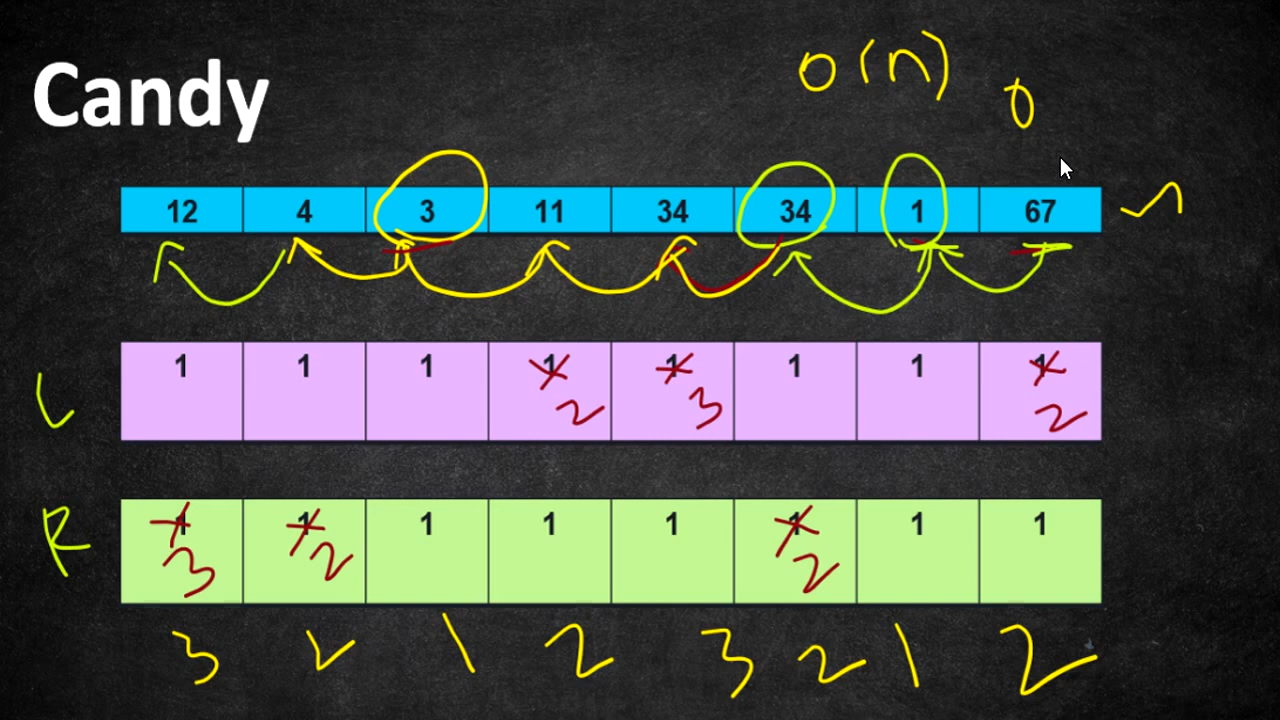 Candy
O(n)
0
12 4 3 11 34 34 1 67
L
1 1 1 1 1 1 1 1
2 3 2
R
1 1 1 1 1 1 1 1
3 2 2
3 2 1 2 3 2 1 2